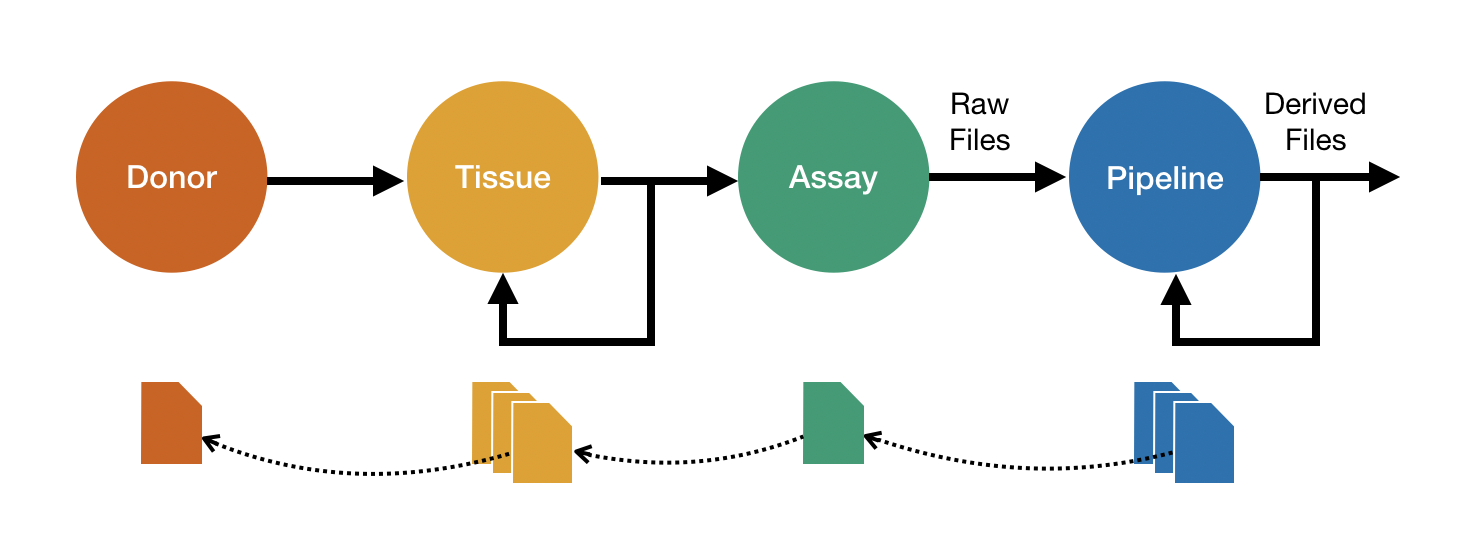 Donor
Tissue
Assay
Raw
Files
Pipeline
Derived
Files